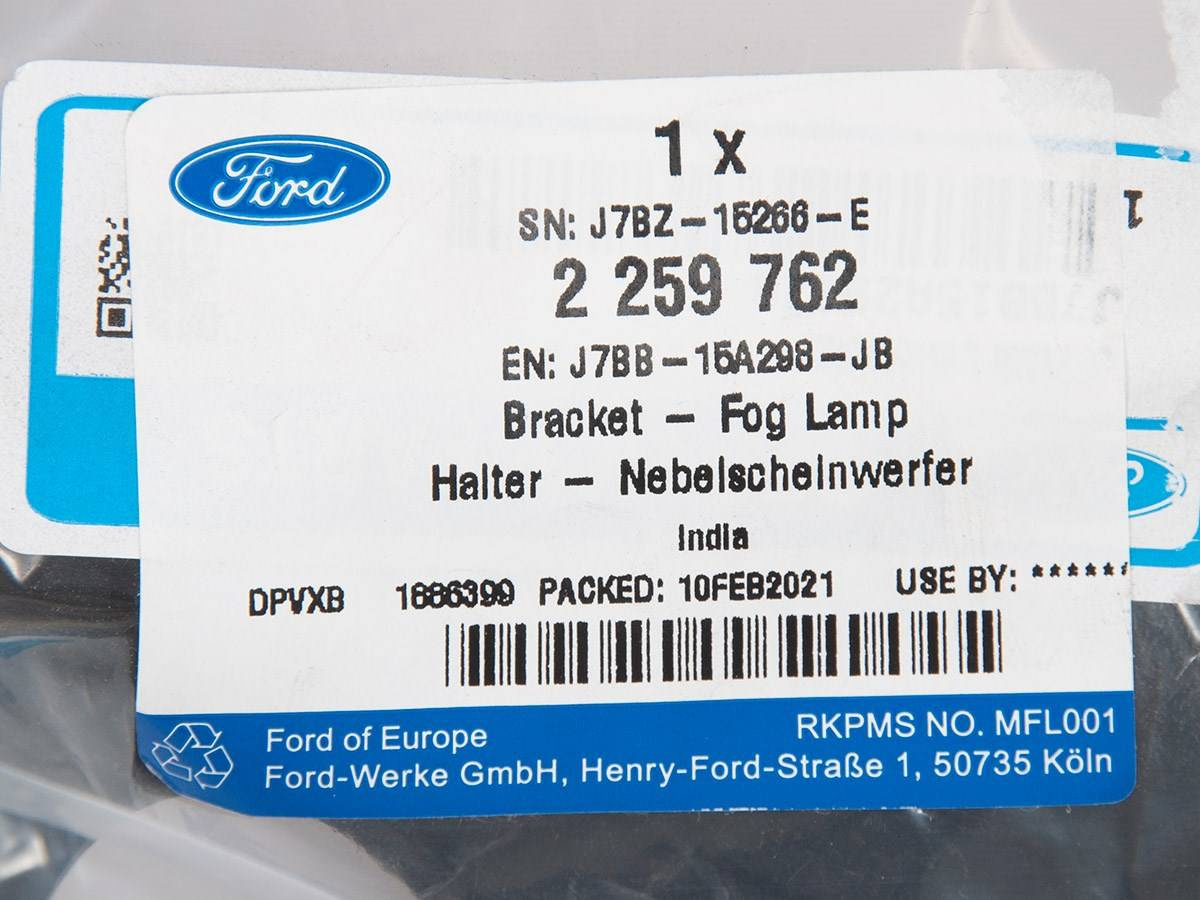 Ford
1 x
SN: J7BZ-15266-E
2 259 762
EN: J7BB-15A298-JB
Bracket - Fog Lamp
Halter - Nebelscheinwerfer
India
DPVXB 1686399 PACKED: 10FEB2021 USE BY: ******
Ford of Europe
RKPMS NO. MFL001
Ford-Werke GmbH, Henry-Ford-Straße 1, 50735 Köln
1